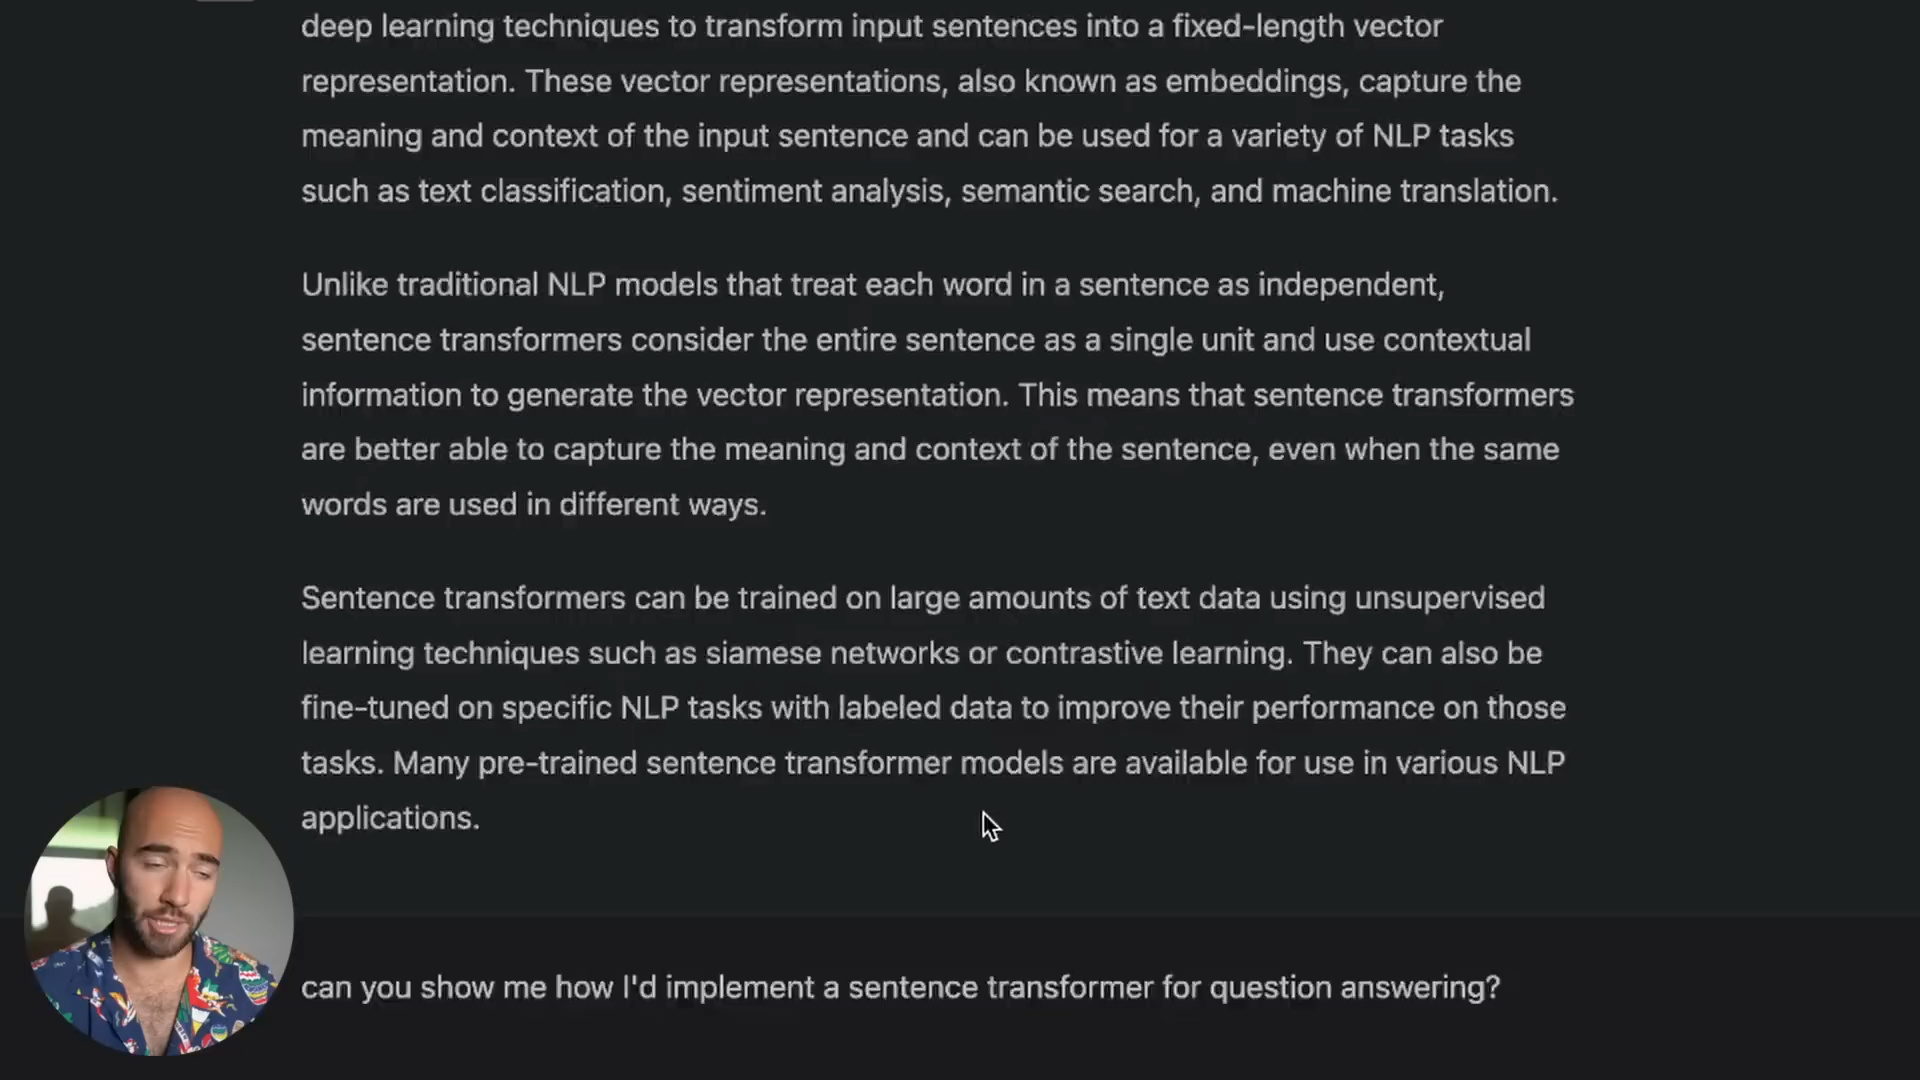 deep learning techniques to transform input sentences into a fixed-length vector
representation. These vector representations, also known as embeddings, capture the
meaning and context of the input sentence and can be used for a variety of NLP tasks
such as text classification, sentiment analysis, semantic search, and machine translation.
Unlike traditional NLP models that treat each word in a sentence as independent,
sentence transformers consider the entire sentence as a single unit and use contextual
information to generate the vector representation. This means that sentence transformers
are better able to capture the meaning and context of the sentence, even when the same
words are used in different ways.
Sentence transformers can be trained on large amounts of text data using unsupervised
learning techniques such as siamese networks or contrastive learning. They can also be
fine-tuned on specific NLP tasks with labeled data to improve their performance on those
tasks. Many pre-trained sentence transformer models are available for use in various NLP
applications.
can you show me how I'd implement a sentence transformer for question answering?